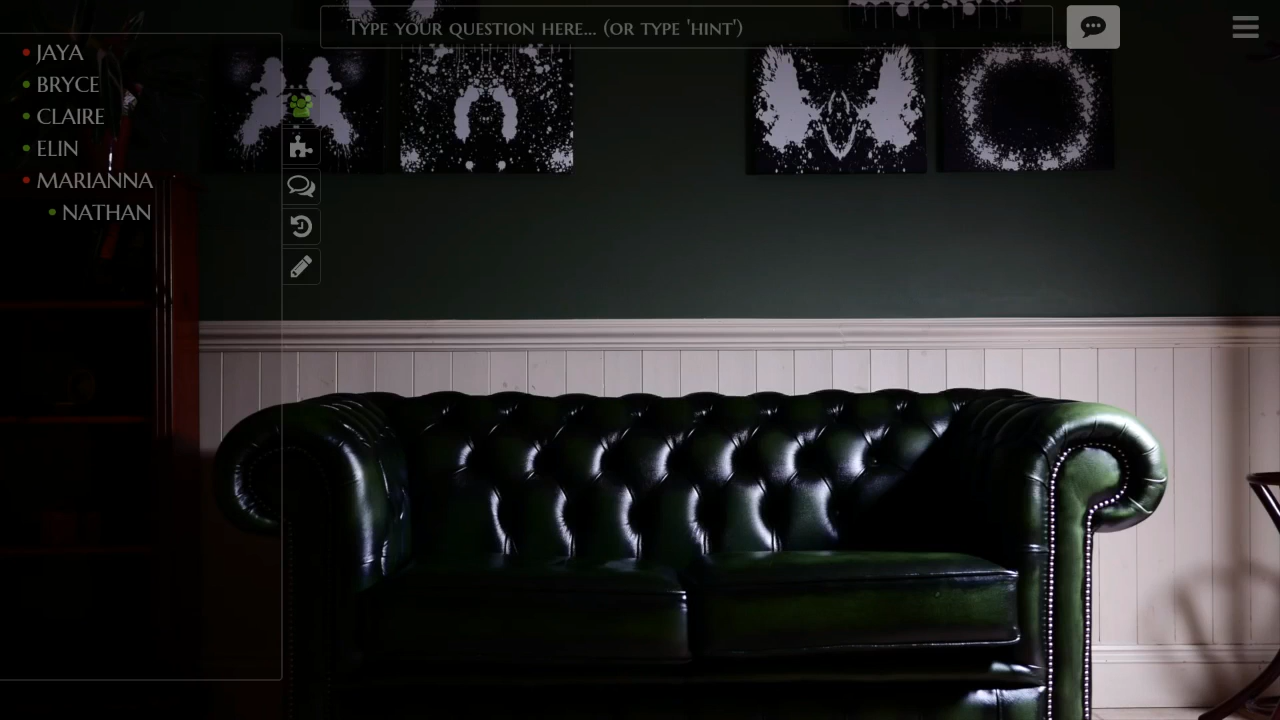 Type your question here... (or type 'hint')
JAYA
BRYCE
CLAIRE
ELIN
MARIANNA
NATHAN